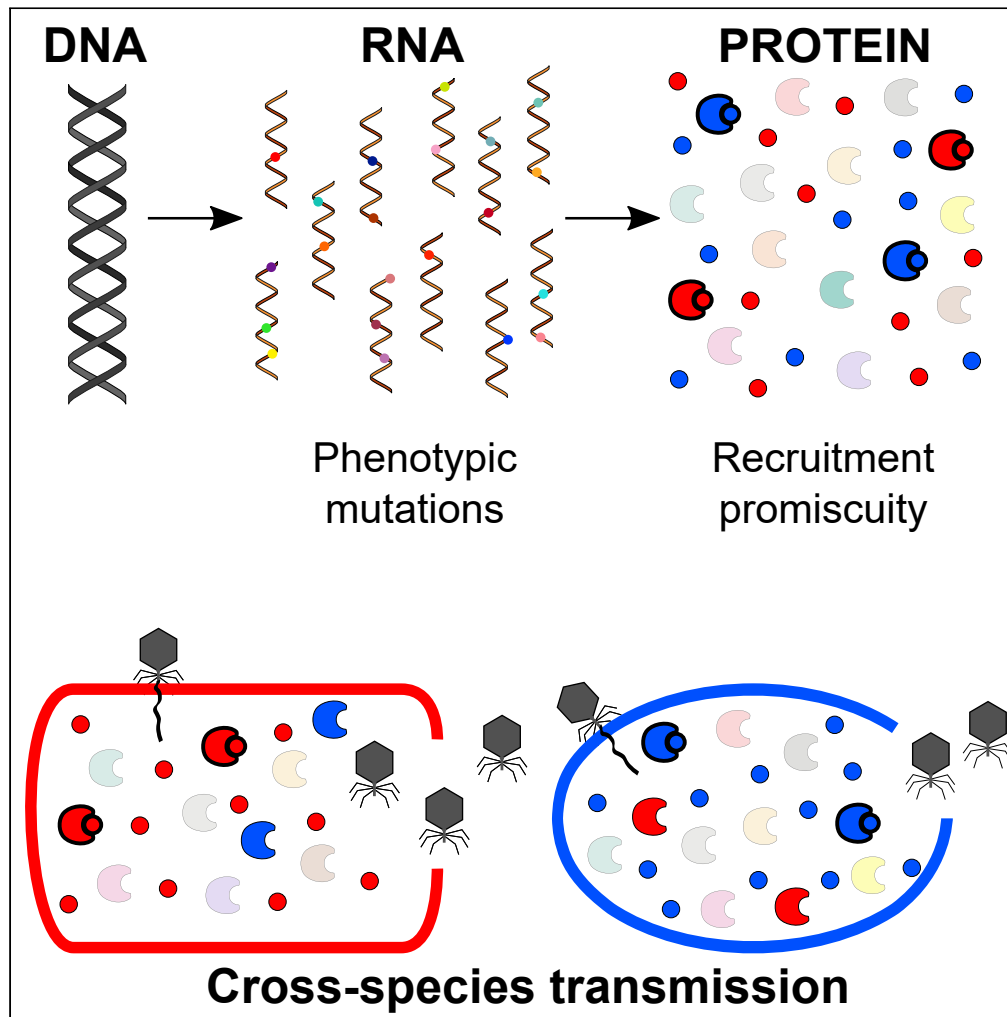 DNA
RNA
PROTEIN
Phenotypic
mutations
Recruitment
promiscuity
Cross-species transmission